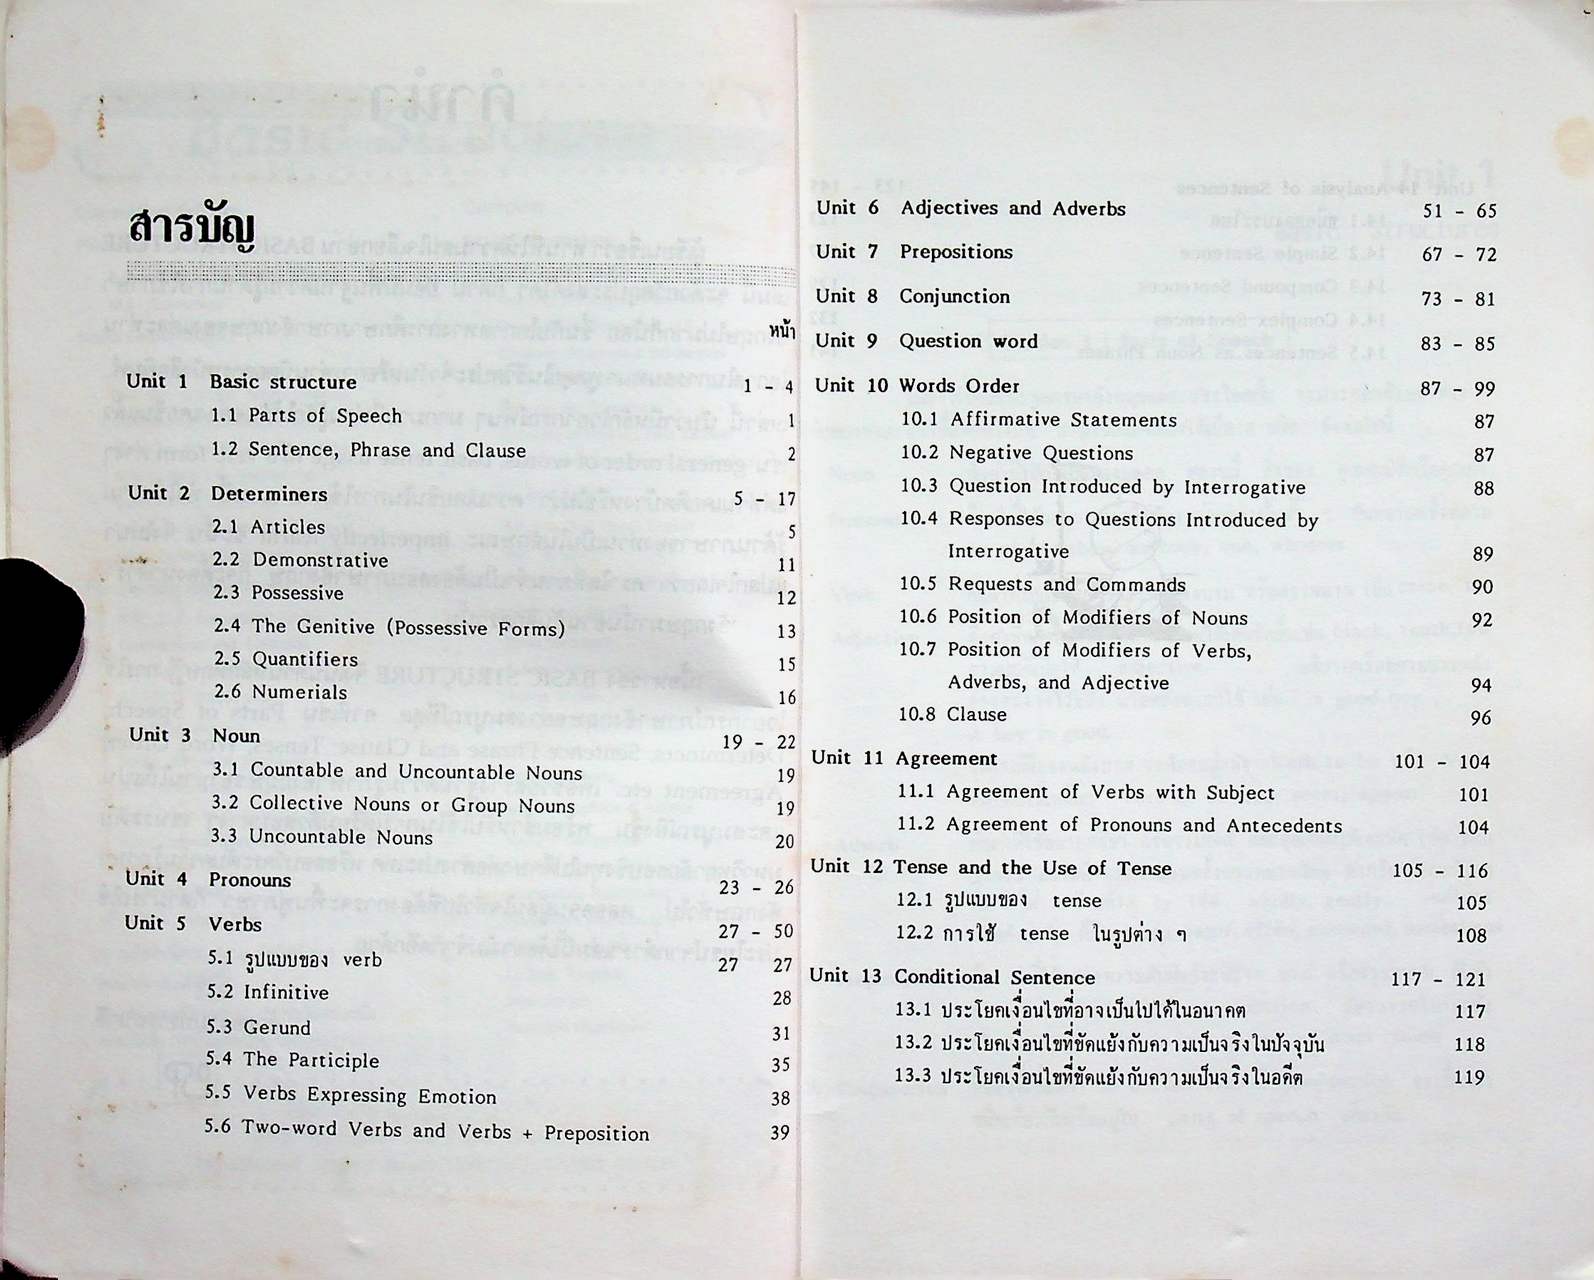 สารบัญ
หน้า
Unit 1 Basic structure 1 - 4
1.1 Parts of Speech 1
1.2 Sentence, Phrase and Clause 2
Unit 2 Determiners 5 - 17
2.1 Articles 5
2.2 Demonstrative 11
2.3 Possessive 12
2.4 The Genitive (Possessive Forms) 13
2.5 Quantifiers 15
2.6 Numerials 16
Unit 3 Noun 19 - 22
3.1 Countable and Uncountable Nouns 19
3.2 Collective Nouns or Group Nouns 19
3.3 Uncountable Nouns 20
Unit 4 Pronouns 23 - 26
Unit 5 Verbs 27 - 50
5.1 รูปแบบของ verb 27 27
5.2 Infinitive 28
5.3 Gerund 31
5.4 The Participle 35
5.5 Verbs Expressing Emotion 38
5.6 Two-word Verbs and Verbs + Preposition 39
Unit 6 Adjectives and Adverbs 51 - 65
Unit 7 Prepositions 67 - 72
Unit 8 Conjunction 73 - 81
Unit 9 Question word 83 - 85
Unit 10 Words Order 87 - 99
10.1 Affirmative Statements 87
10.2 Negative Questions 87
10.3 Question Introduced by Interrogative 88
10.4 Responses to Questions Introduced by
Interrogative 89
10.5 Requests and Commands 90
10.6 Position of Modifiers of Nouns 92
10.7 Position of Modifiers of Verbs,
Adverbs, and Adjective 94
10.8 Clause 96
Unit 11 Agreement 101 - 104
11.1 Agreement of Verbs with Subject 101
11.2 Agreement of Pronouns and Antecedents 104
Unit 12 Tense and the Use of Tense 105 - 116
12.1 รูปแบบของ tense 105
12.2 การใช้ tense ในรูปต่าง ๆ 108
Unit 13 Conditional Sentence 117 - 121
13.1 ประโยคเงื่อนไขที่อาจเป็นไปได้ในอนาคต 117
13.2 ประโยคเงื่อนไขที่ขัดแย้งกับความเป็นจริงในปัจจุบัน 118
13.3 ประโยคเงื่อนไขที่ขัดแย้งกับความเป็นจริงในอดีต 119